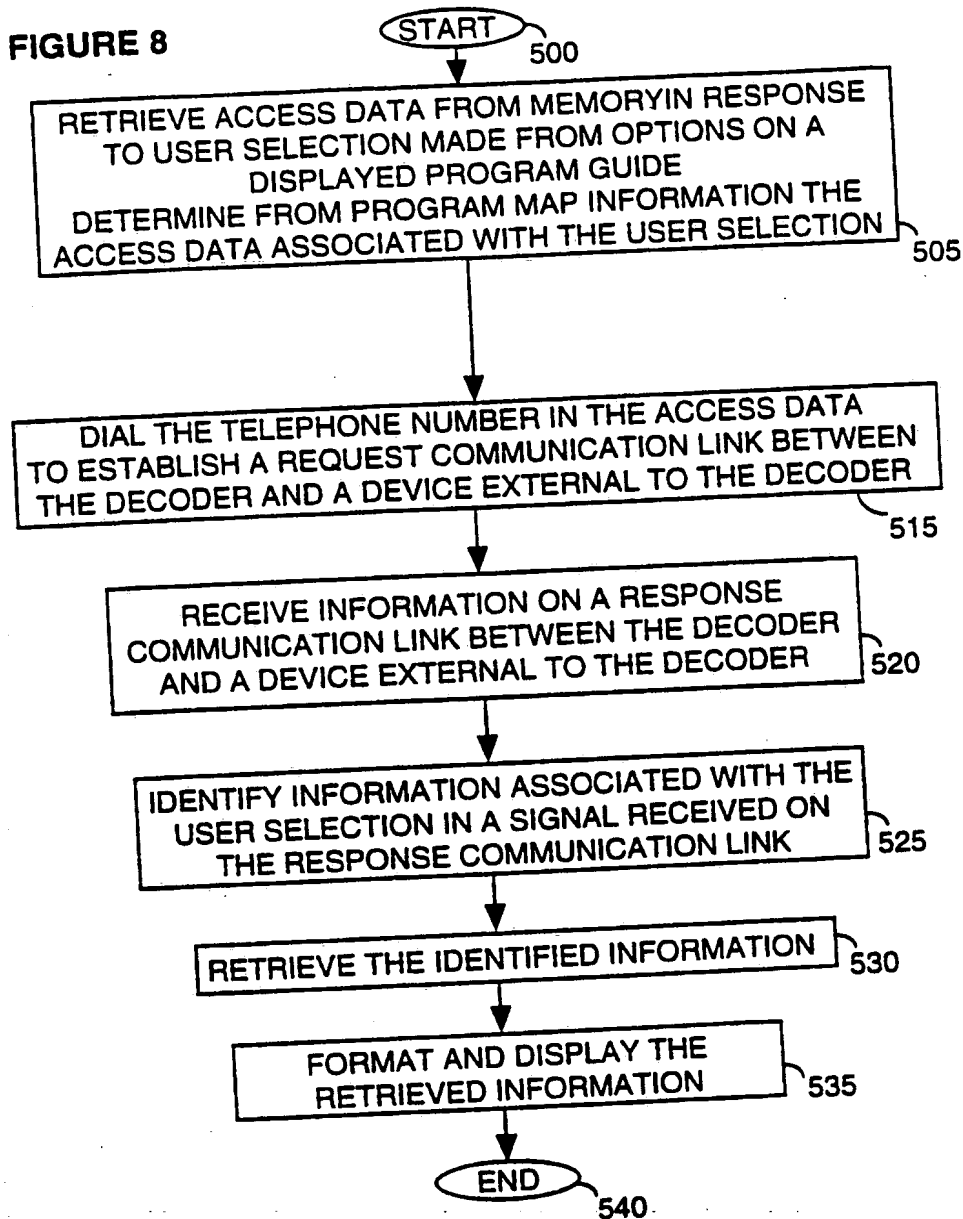 FIGURE 8
START
500
RETRIEVE ACCESS DATA FROM MEMORYIN RESPONSE
TO USER SELECTION MADE FROM OPTIONS ON A
DISPLAYED PROGRAM GUIDE
DETERMINE FROM PROGRAM MAP INFORMATION THE
ACCESS DATA ASSOCIATED WITH THE USER SELECTION
505
DIAL THE TELEPHONE NUMBER IN THE ACCESS DATA
TO ESTABLISH A REQUEST COMMUNICATION LINK BETWEEN
THE DECODER AND A DEVICE EXTERNAL TO THE DECODER
515
RECEIVE INFORMATION ON A RESPONSE
COMMUNICATION LINK BETWEEN THE DECODER
AND A DEVICE EXTERNAL TO THE DECODER
520
IDENTIFY INFORMATION ASSOCIATED WITH THE
USER SELECTION IN A SIGNAL RECEIVED ON
THE RESPONSE COMMUNICATION LINK
525
RETRIEVE THE IDENTIFIED INFORMATION
530
FORMAT AND DISPLAY THE
RETRIEVED INFORMATION
535
END
540